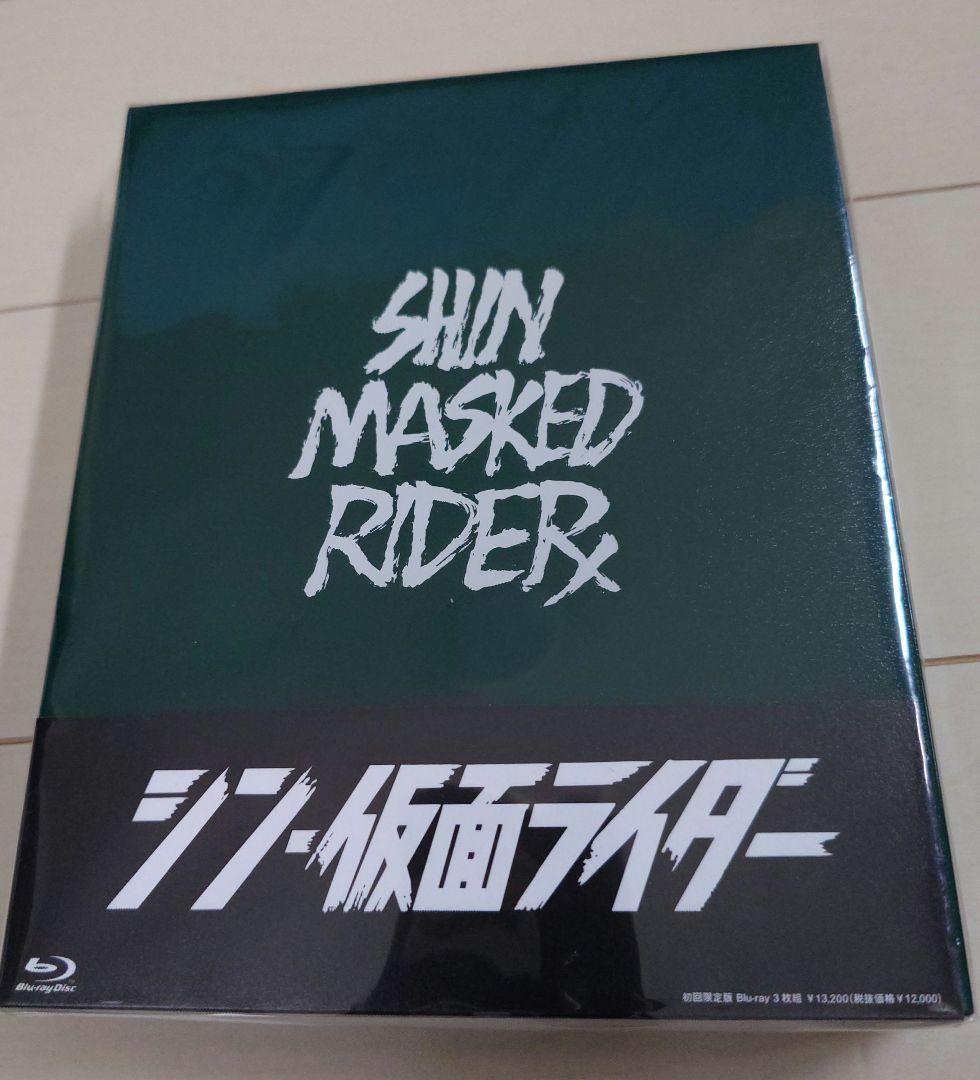 SHIN
MASKED
RIDER
シン・仮面ライダー
Blu-ray Disc
初回限定版 Blu-ray 3枚組 ¥13,200(税抜価格¥12,000)